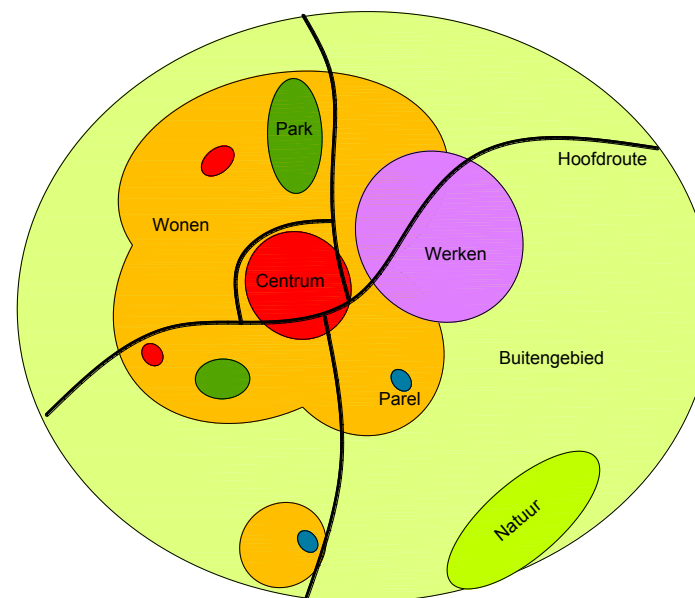 Park
Hoofdroute
Wonen
Werken
Centrum
Buitengebied
Parel
Natuur